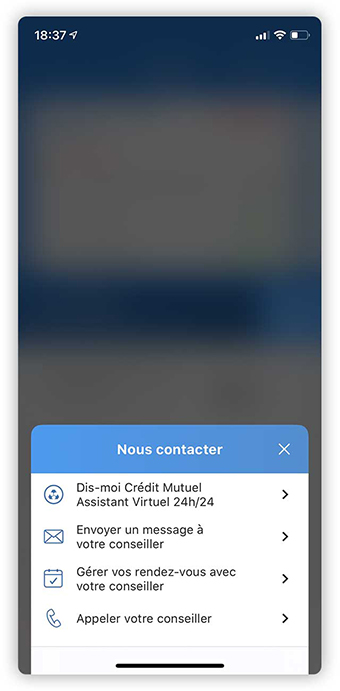 18:37
Nous contacter
Dis-moi Crédit Mutuel
Assistant Virtuel 24h/24
Envoyer un message à
votre conseiller
Gérer vos rendez-vous avec
votre conseiller
Appeler votre conseiller